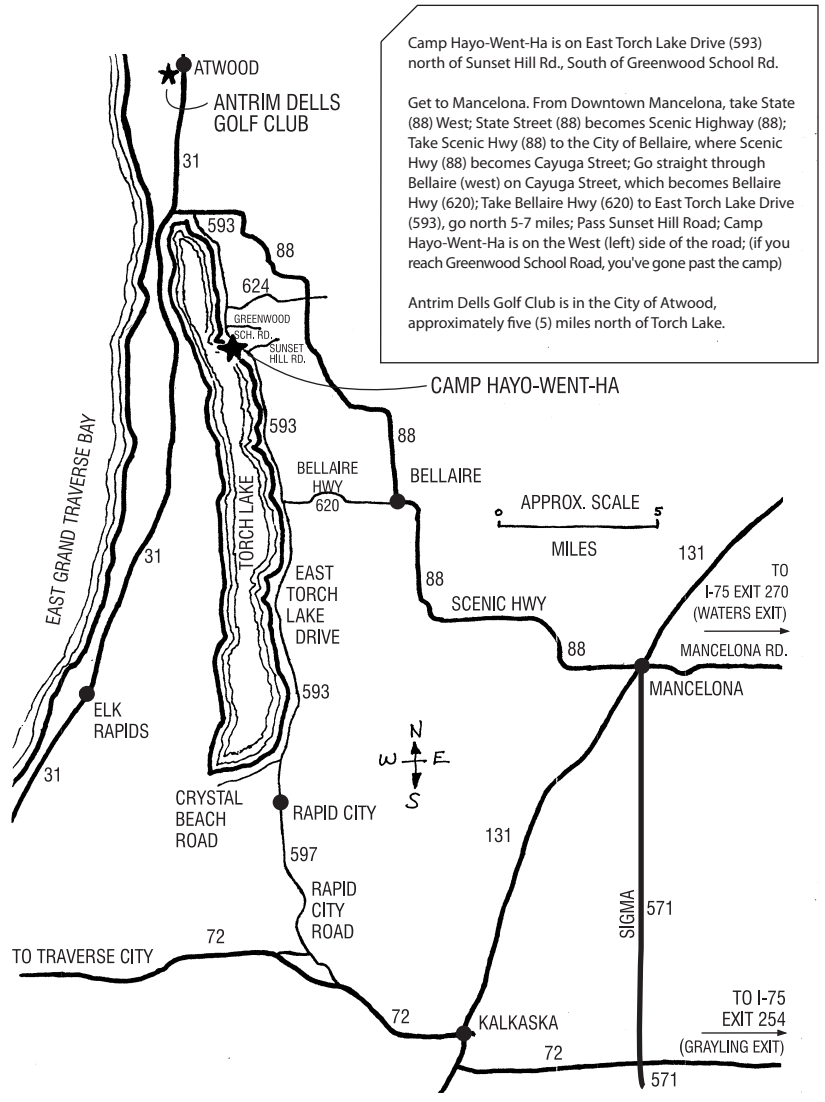 Camp Hayo-Went-Ha is on East Torch Lake Drive (593)
north of Sunset Hill Rd., South of Greenwood School Rd.
Get to Mancelona. From Downtown Mancelona, take State
(88) West; State Street (88) becomes Scenic Highway (88);
Take Scenic Hwy (88) to the City of Bellaire, where Scenic
Hwy (88) becomes Cayuga Street; Go straight through
Bellaire (west) on Cayuga Street, which becomes Bellaire
Hwy (620); Take Bellaire Hwy (620) to East Torch Lake Drive
(593), go north 5-7 miles; Pass Sunset Hill Road; Camp
Hayo-Went-Ha is on the West (left) side of the road; (if you
reach Greenwood School Road, you've gone past the camp)
Antrim Dells Golf Club is in the City of Atwood,
approximately five (5) miles north of Torch Lake.
ATWOOD
ANTRIM DELLS
GOLF CLUB
31
593
88
624
GREENWOOD
SCH. RD.
SUNSET
HILL RD.
CAMP HAYO-WENT-HA
593
88
EAST GRAND TRAVERSE BAY
TORCH LAKE
BELLAIRE
HWY
620
BELLAIRE
0 APPROX. SCALE 5
MILES
31
131
EAST
TORCH
LAKE
DRIVE
88
SCENIC HWY
TO
I-75 EXIT 270
(WATERS EXIT)
88
MANCELONA RD.
MANCELONA
593
ELK
RAPIDS
31
N
W E
S
CRYSTAL
BEACH
ROAD
RAPID CITY
597
131
RAPID
CITY
ROAD
SIGMA
571
72
TO TRAVERSE CITY
72
KALKASKA
TO I-75
EXIT 254
(GRAYLING EXIT)
72
571